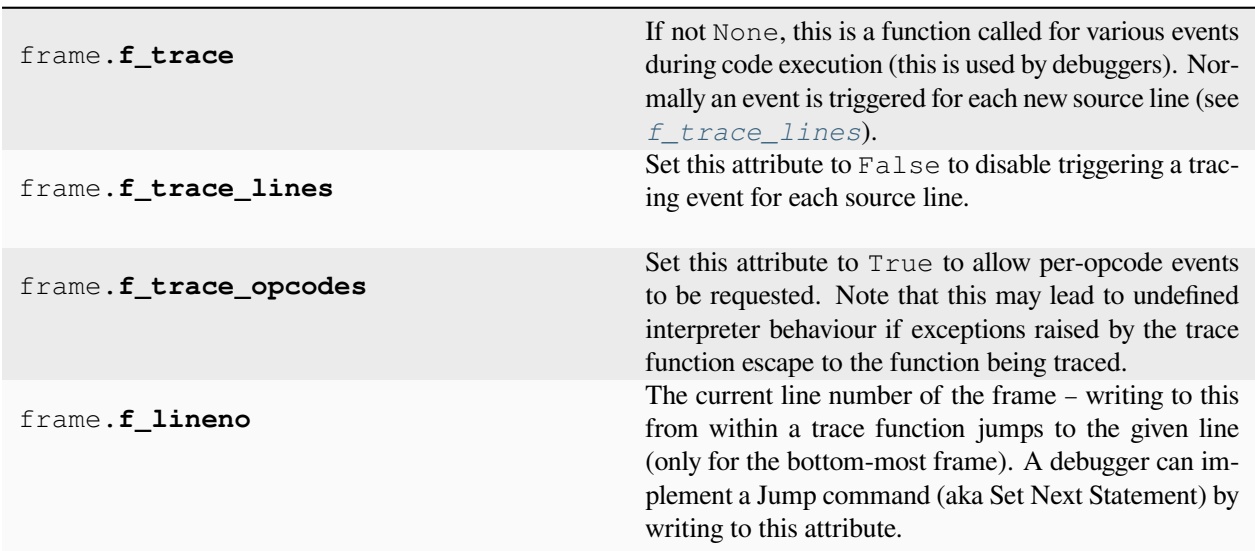 frame.f_trace
If not None, this is a function called for various events
during code execution (this is used by debuggers). Nor-
mally an event is triggered for each new source line (see
f_trace_lines).
frame.f_trace_lines
Set this attribute to False to disable triggering a trac-
ing event for each source line.
frame.f_trace_opcodes
Set this attribute to True to allow per-opcode events
to be requested. Note that this may lead to undefined
interpreter behaviour if exceptions raised by the trace
function escape to the function being traced.
frame.f_lineno
The current line number of the frame – writing to this
from within a trace function jumps to the given line
(only for the bottom-most frame). A debugger can im-
plement a Jump command (aka Set Next Statement) by
writing to this attribute.